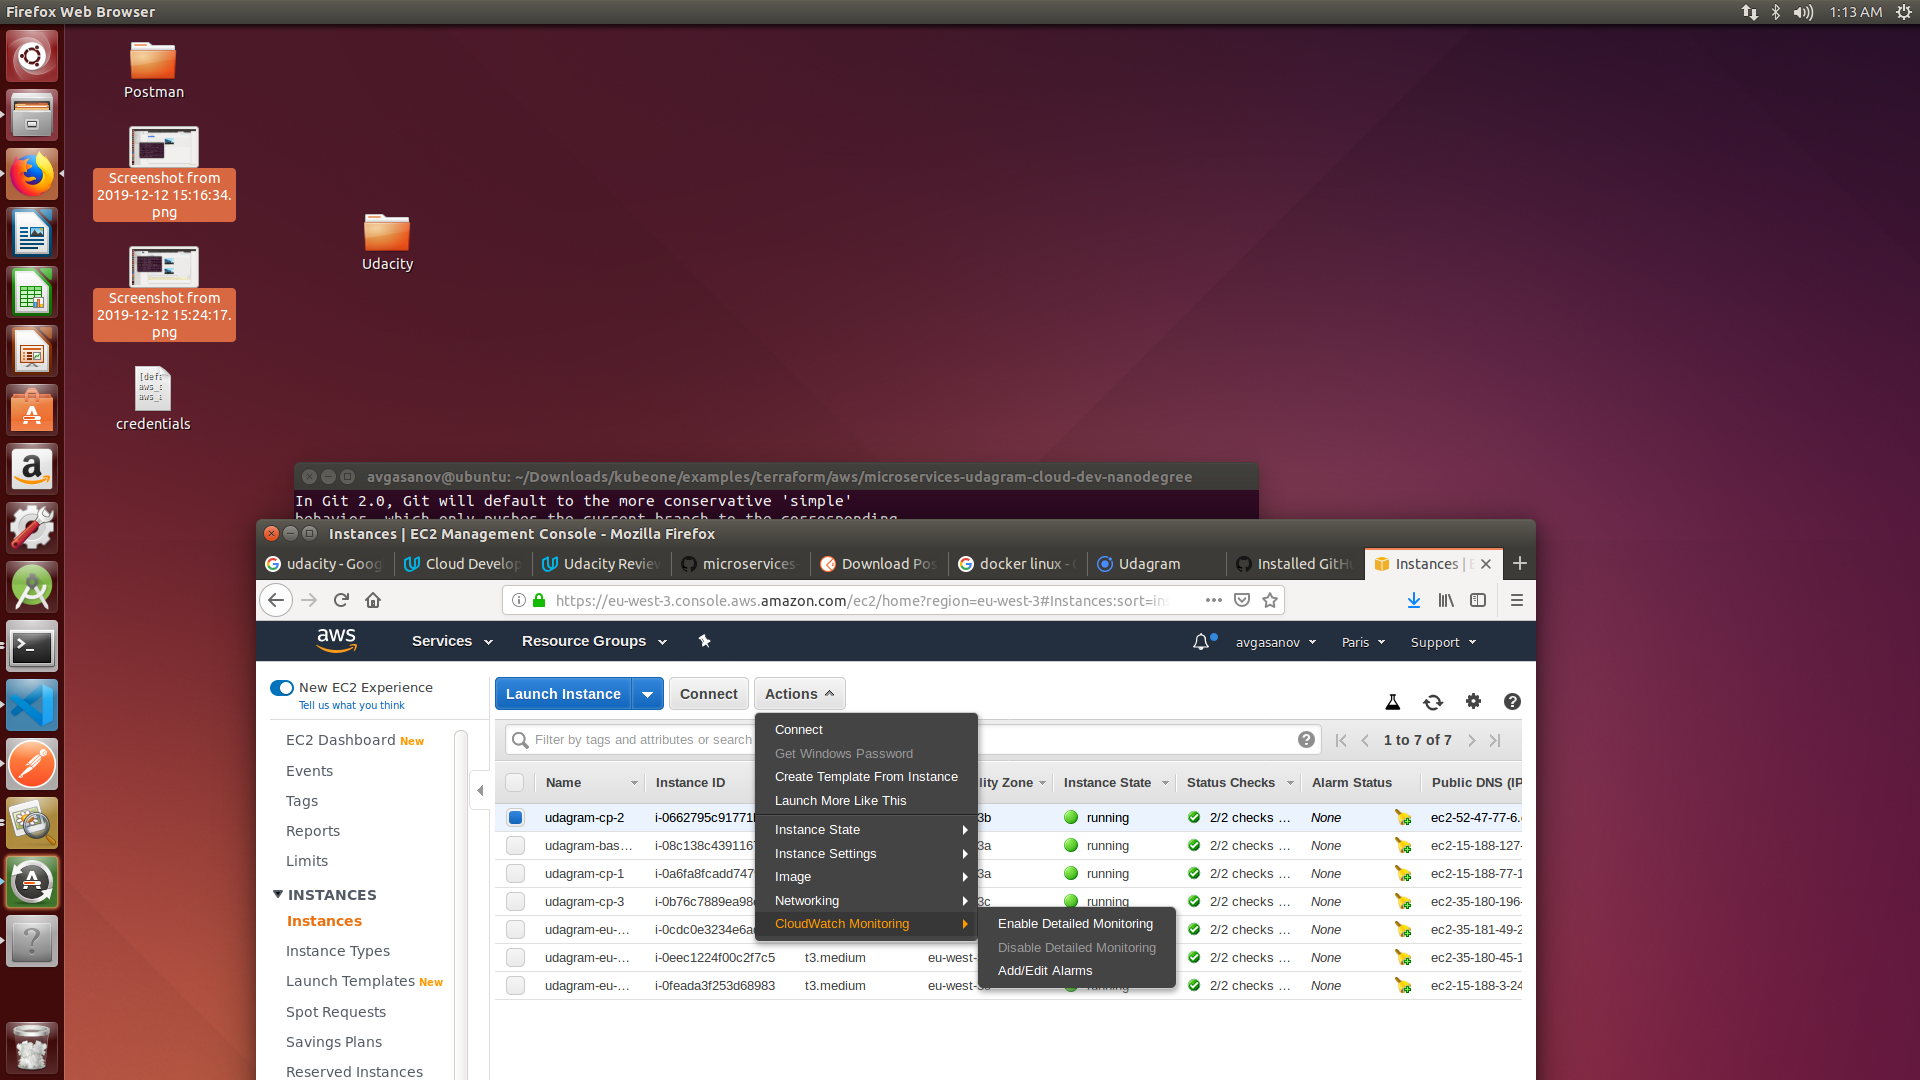 Firefox Web Browser
1:13 AM
Postman
Screenshot from
2019-12-12 15:16:34.
png
Udacity
Screenshot from
2019-12-12 15:24:17.
png
[def
aws_
aws_
credentials
avgasanov@ubuntu: ~/Downloads/kubeone/examples/terraform/aws/microservices-udagram-cloud-dev-nanodegree
In Git 2.0, Git will default to the more conservative 'simple'
behavior, which only pushes the current branch to the corresponding
Instances | EC2 Management Console - Mozilla Firefox
udacity - Goog
Cloud Develop
Udacity Review
microservices-
Download Pos
docker linux -
Udagram
Installed GitHu
Instances | E
https://eu-west-3.console.aws.amazon.com/ec2/home?region=eu-west-3#Instances:sort=in
aws
Services
Resource Groups
avgasanov
Paris
Support
New EC2 Experience
Tell us what you think
EC2 Dashboard New
Events
Tags
Reports
Limits
INSTANCES
Instances
Instance Types
Launch Templates New
Spot Requests
Savings Plans
Reserved Instances
Launch Instance
Connect
Actions
Filter by tags and attributes or search
1 to 7 of 7
Connect
Get Windows Password
Create Template From Instance
Launch More Like This
Instance State
Instance Settings
Image
Networking
CloudWatch Monitoring
Enable Detailed Monitoring
Disable Detailed Monitoring
Add/Edit Alarms
Name Instance ID lity Zone Instance State Status Checks Alarm Status Public DNS (IP
udagram-cp-2 i-0662795c91771 3b running 2/2 checks ... None ec2-52-47-77-6.
udagram-bas... i-08c138c439116 3a running 2/2 checks ... None ec2-15-188-127-
udagram-cp-1 i-0a6fa8fcadd747 3a running 2/2 checks ... None ec2-15-188-77-1
udagram-cp-3 i-0b76c7889ea98 3c running 2/2 checks ... None ec2-35-180-196-
udagram-eu-... i-0cdc0e3234e6a 2/2 checks ... None ec2-35-181-49-2
udagram-eu-... i-0eec1224f00c2f7c5 t3.medium eu-west- 2/2 checks ... None ec2-35-180-45-1
udagram-eu-... i-0feada3f253d68983 t3.medium eu-west- running 2/2 checks ... None ec2-15-188-3-24